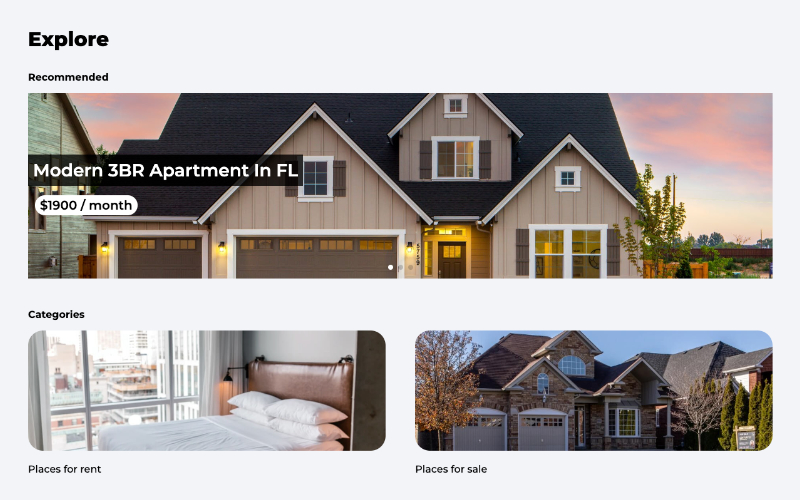 Explore
Recommended
Modern 3BR Apartment In FL
$1900 / month
Categories
Places for rent
Places for sale